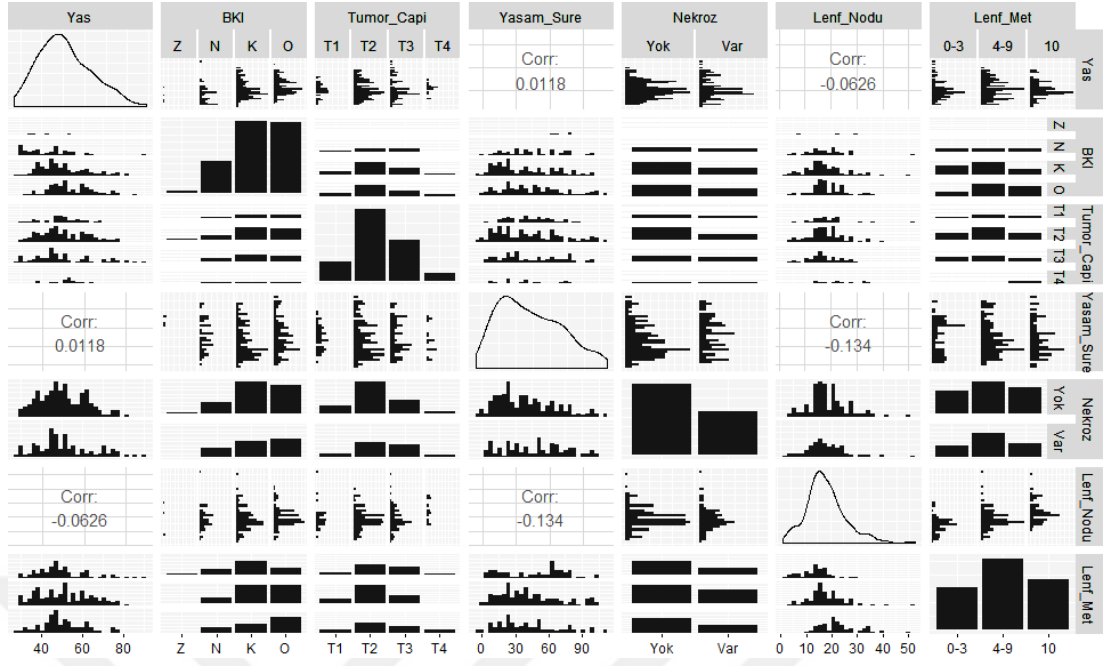 Yas BKI Tumor_Capi Yasam_Sure Nekroz Lenf_Nodu Lenf_Met
Z N K O T1 T2 T3 T4 Yok Var 0-3 4-9 10
Corr:
0.0118
Corr:
-0.0626
Yas
Z
N
K
O
BKI
T1
T2
T3
T4
Tumor_Capi
Corr:
0.0118
Corr:
-0.134
Yasam_Sure
Yok
Var
Nekroz
Corr:
-0.0626
Corr:
-0.134
Lenf_Nodu
Lenf_Met
40 60 80 Z N K O T1 T2 T3 T4 0 30 60 90 Yok Var 0 10 20 30 40 50 0-3 4-9 10